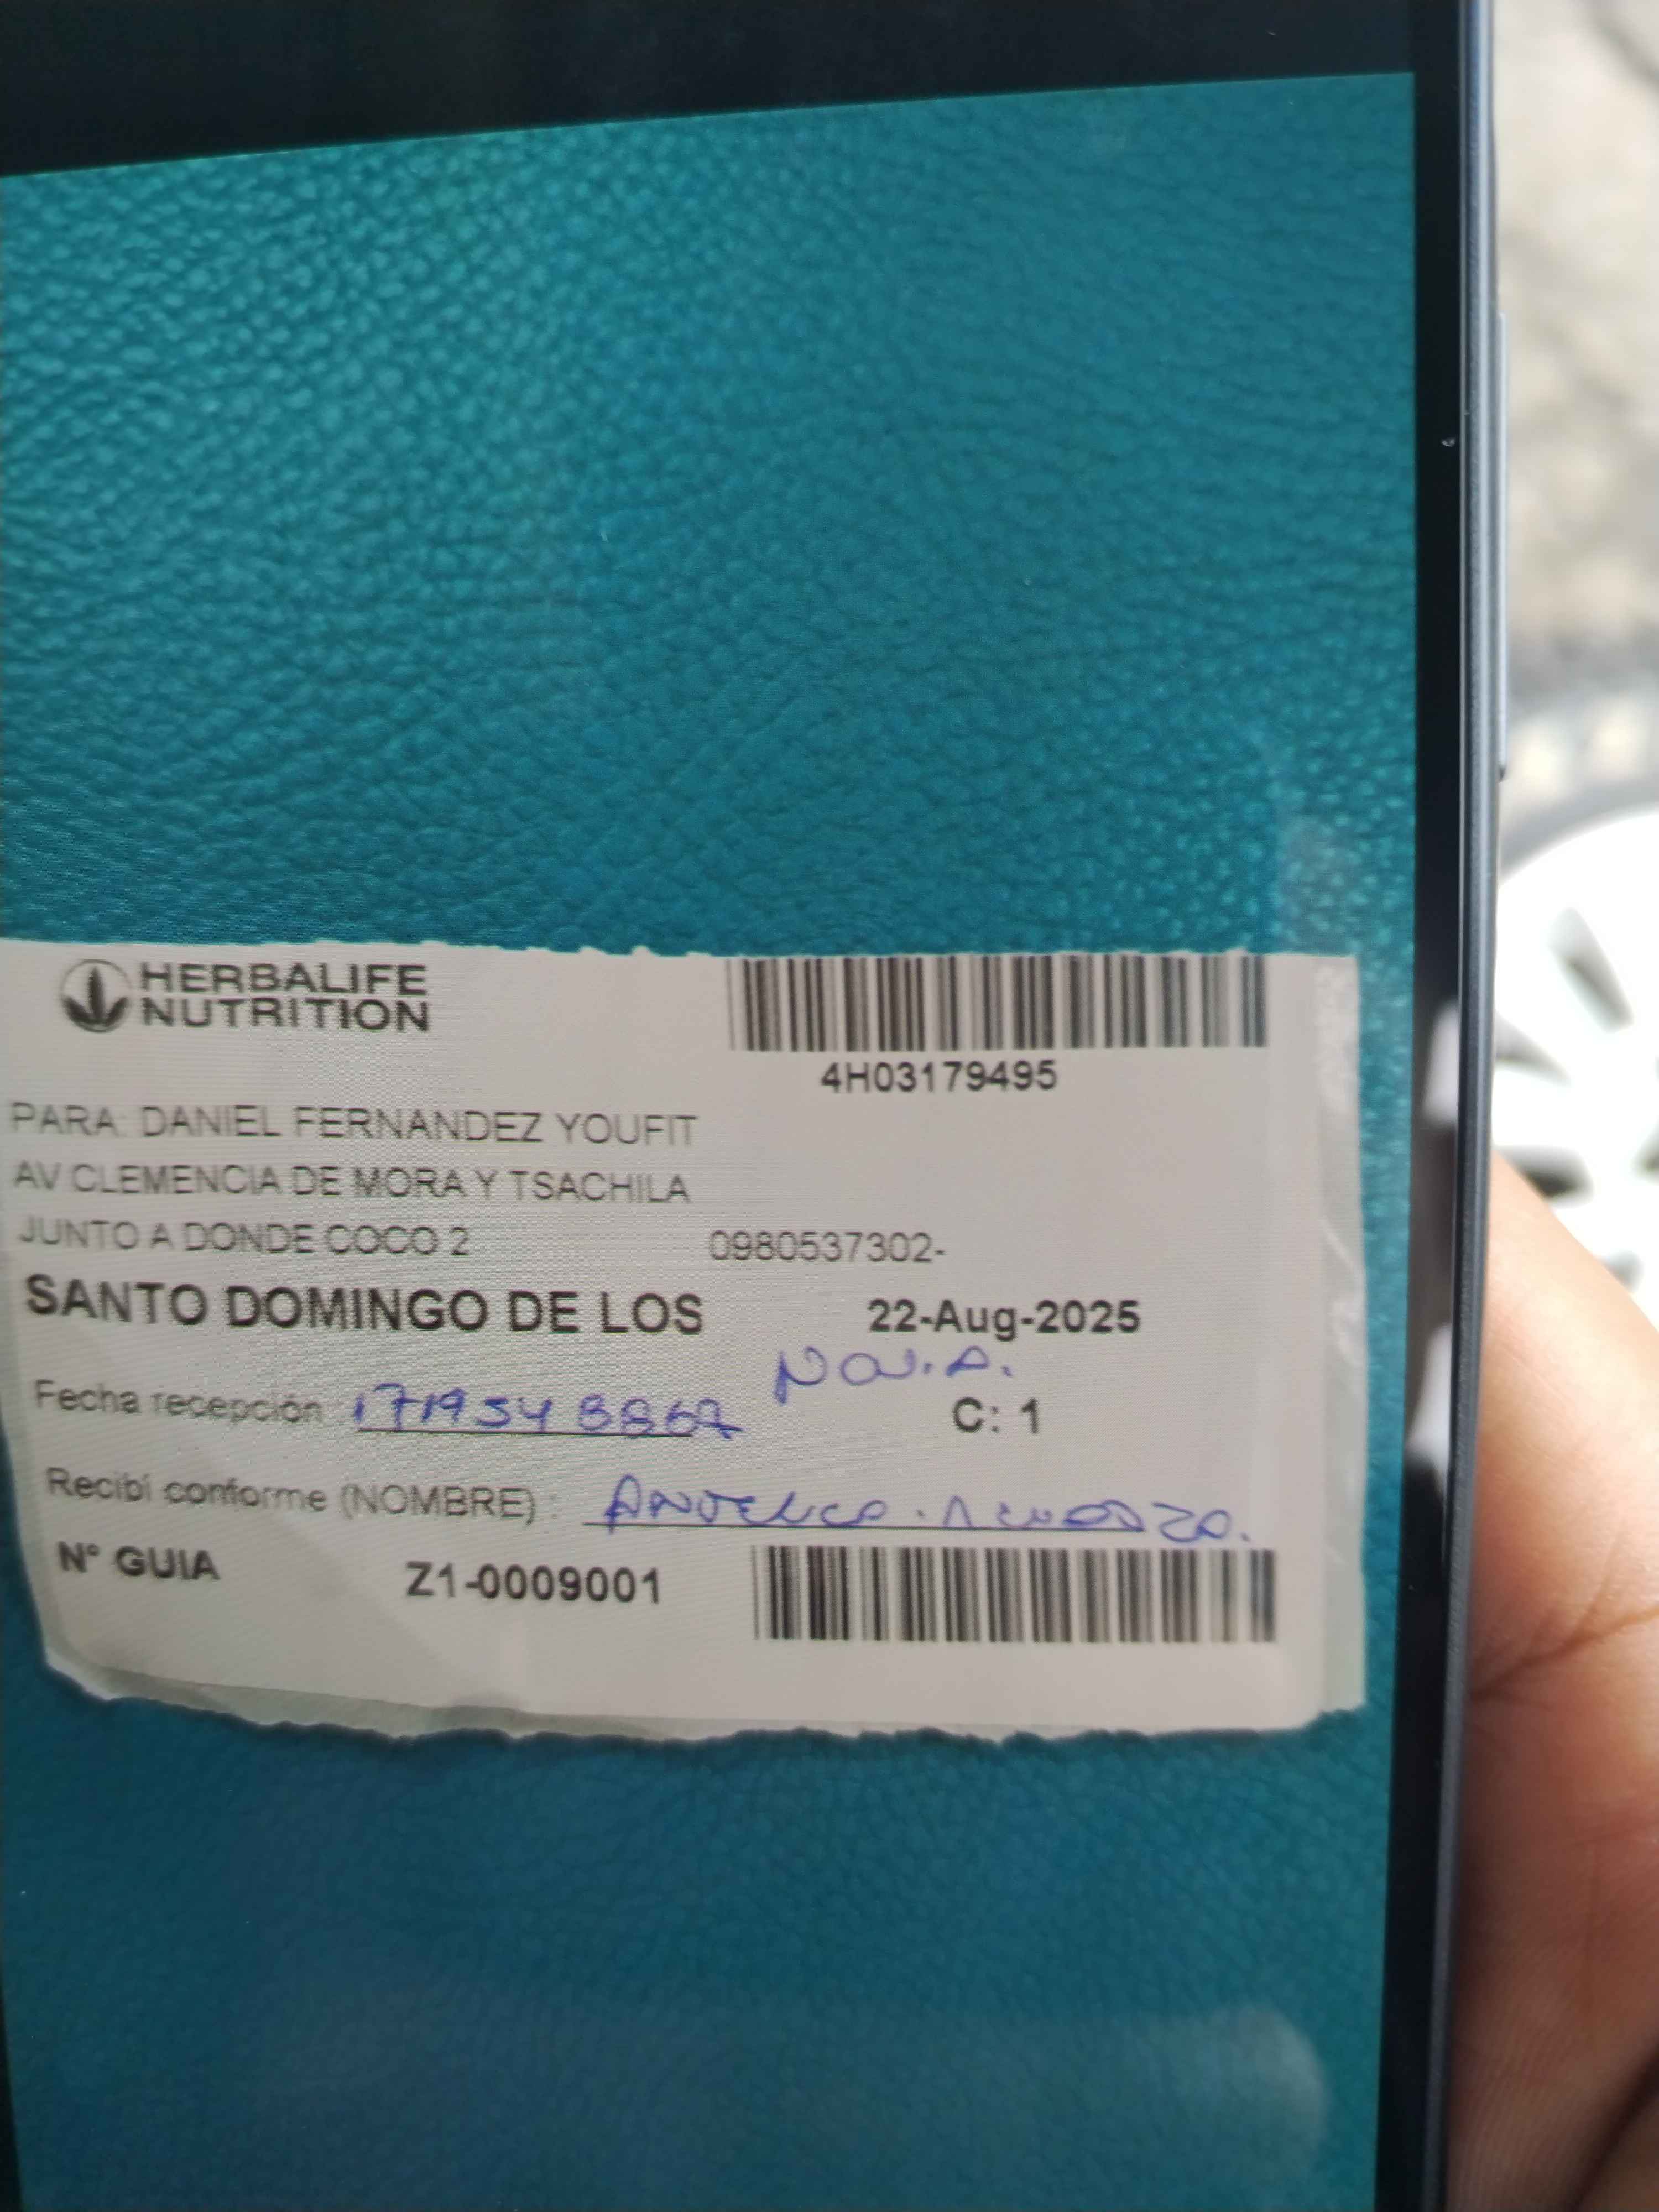 HERBALIFE
NUTRITION
4H03179495
PARA: DANIEL FERNANDEZ YOUFIT
AV CLEMENCIA DE MORA Y TSACHILA
JUNTO A DONDE COCO 2 0980537302-
SANTO DOMINGO DE LOS 22-Aug-2025
Fecha recepción : C: 1
Recibí conforme (NOMBRE) :
N° GUIA Z1-0009001